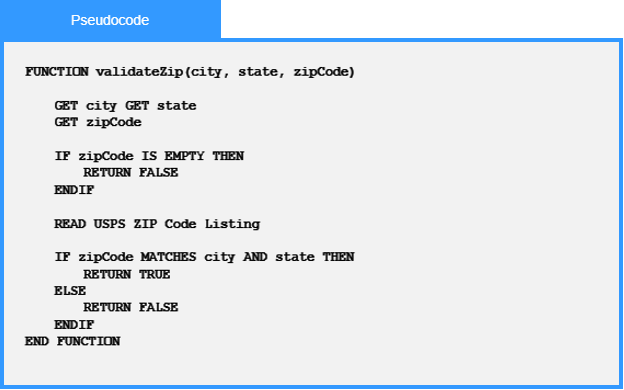 Pseudocode
FUNCTION validateZip(city, state, zipCode)
GET city GET state
GET zipCode
IF zipCode IS EMPTY THEN
RETURN FALSE
ENDIF
READ USPS ZIP Code Listing
IF zipCode MATCHES city AND state THEN
RETURN TRUE
ELSE
RETURN FALSE
ENDIF
END FUNCTION